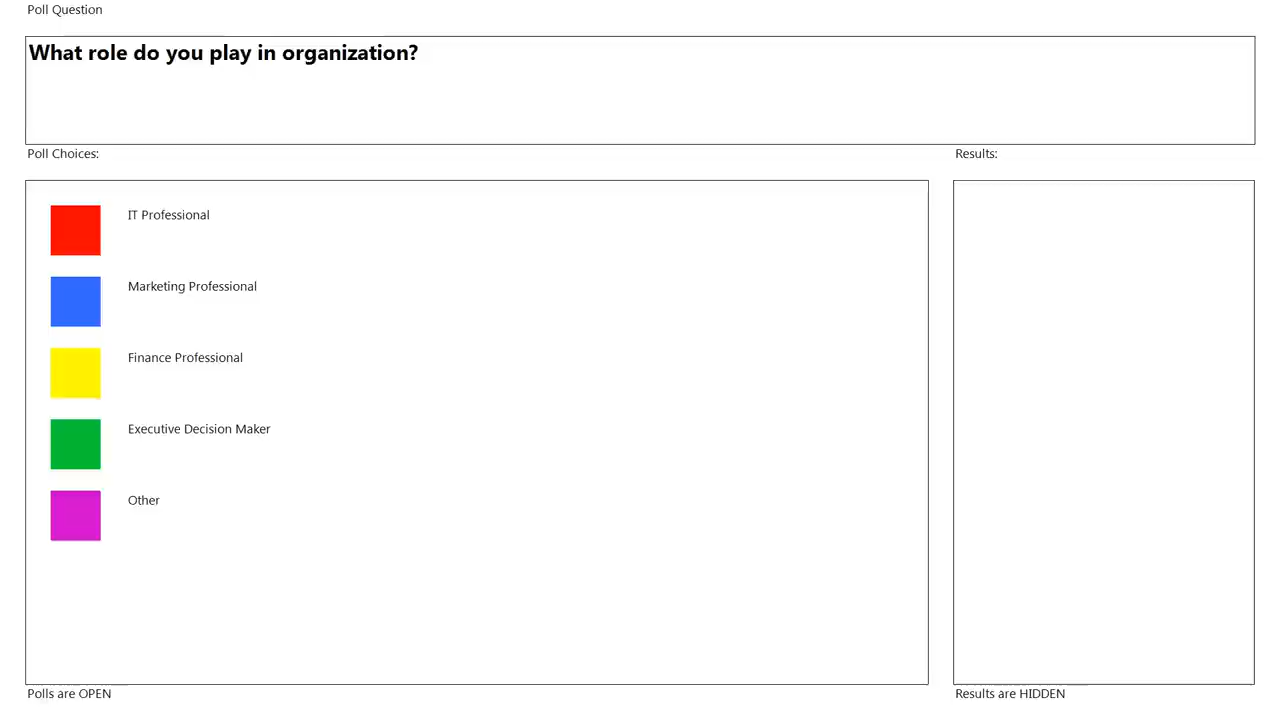 Poll Question
What role do you play in organization?
Poll Choices:
Results:
IT Professional
Marketing Professional
Finance Professional
Executive Decision Maker
Other
Polls are OPEN
Results are HIDDEN